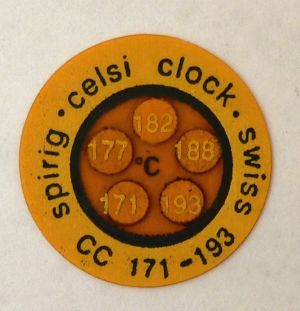 spirig · celsi clock · swiss
CC 171-193
182
177 188
°C
171 193